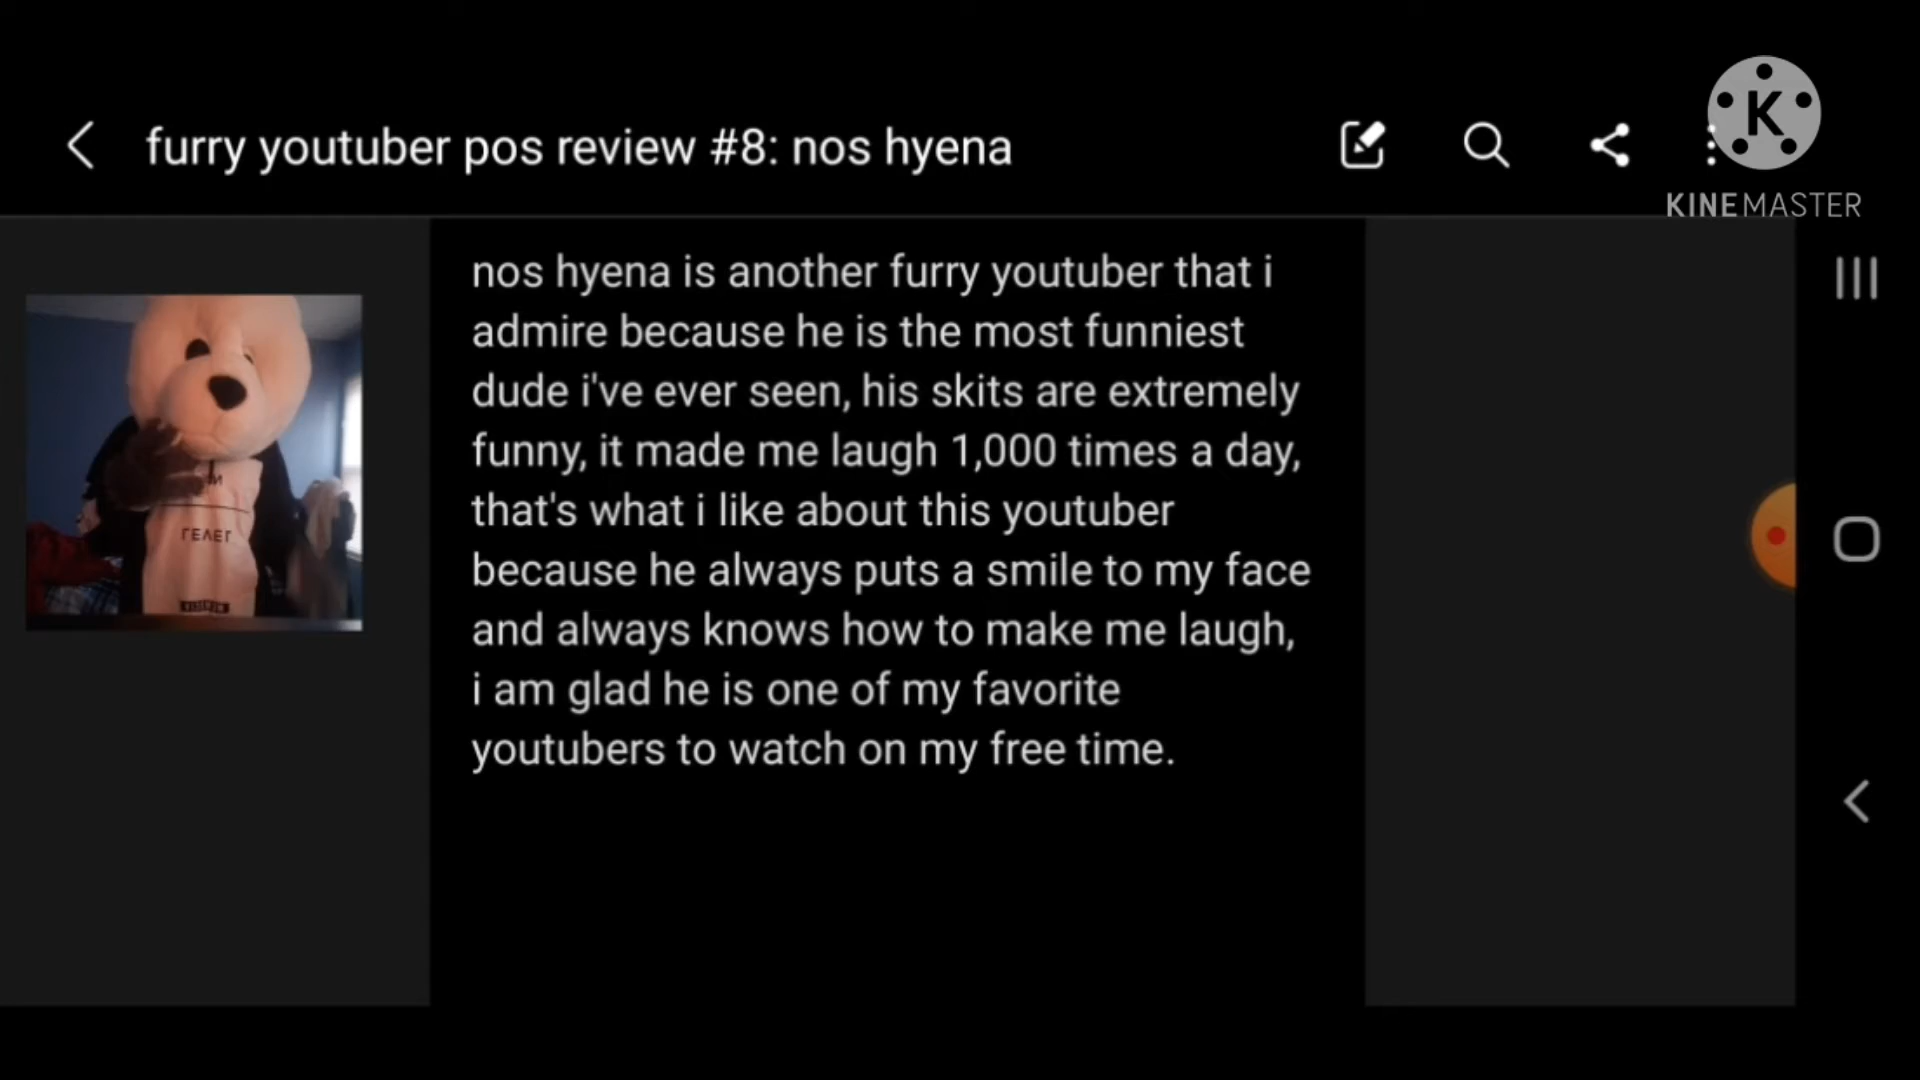 furry youtuber pos review #8: nos hyena
K
KINEMASTER
nos hyena is another furry youtuber that i
admire because he is the most funniest
dude i've ever seen, his skits are extremely
funny, it made me laugh 1,000 times a day,
that's what i like about this youtuber
because he always puts a smile to my face
and always knows how to make me laugh,
i am glad he is one of my favorite
youtubers to watch on my free time.